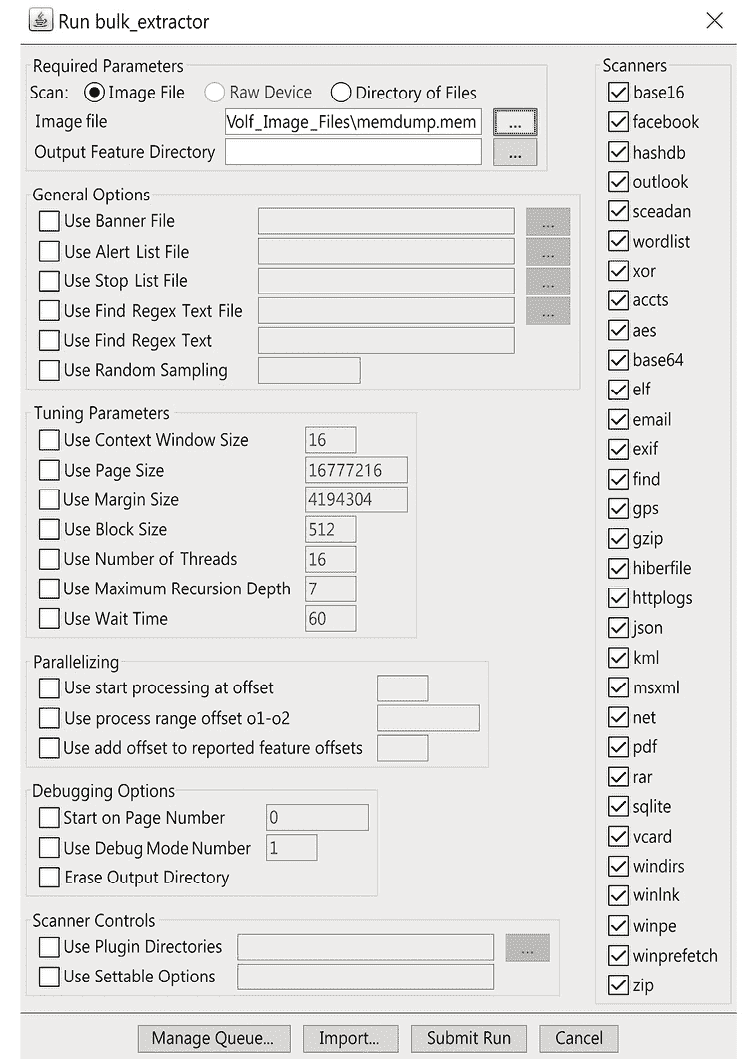 Run bulk_extractor
Required Parameters
Scan: Image File Raw Device Directory of Files
Image file Volf_Image_Files\memdump.mem ...
Output Feature Directory ...
General Options
Use Banner File ...
Use Alert List File ...
Use Stop List File ...
Use Find Regex Text File ...
Use Find Regex Text
Use Random Sampling
Tuning Parameters
Use Context Window Size 16
Use Page Size 16777216
Use Margin Size 4194304
Use Block Size 512
Use Number of Threads 16
Use Maximum Recursion Depth 7
Use Wait Time 60
Parallelizing
Use start processing at offset
Use process range offset o1-o2
Use add offset to reported feature offsets
Debugging Options
Start on Page Number 0
Use Debug Mode Number 1
Erase Output Directory
Scanner Controls
Use Plugin Directories ...
Use Settable Options
Scanners
base16
facebook
hashdb
outlook
sceadan
wordlist
xor
accts
aes
base64
elf
email
exif
find
gps
gzip
hiberfile
httplogs
json
kml
msxml
net
pdf
rar
sqlite
vcard
windirs
winlnk
winpe
winprefetch
zip
Manage Queue... Import... Submit Run Cancel